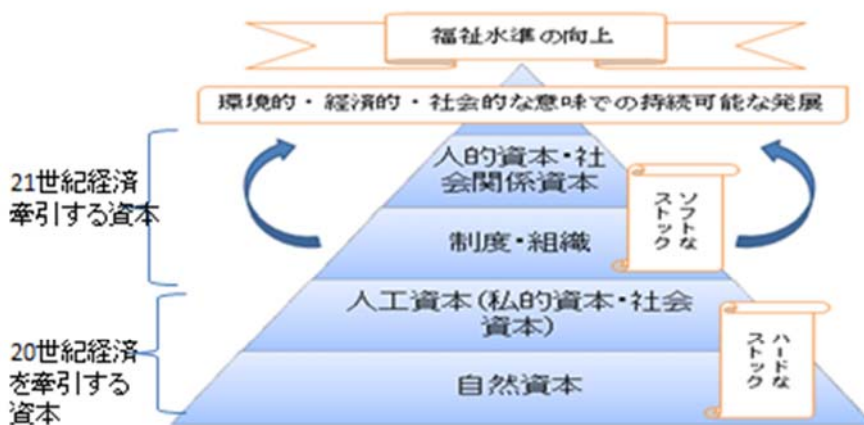 福祉水準の向上
環境的・経済的・社会的な意味での持続可能な発展
21世紀経済
牽引する資本
人的資本・社
会関係資本
ソフトな
ストック
制度・組織
人工資本(私的資本・社会
資本)
20世紀経済
を牽引する
資本
ハードな
ストック
自然資本